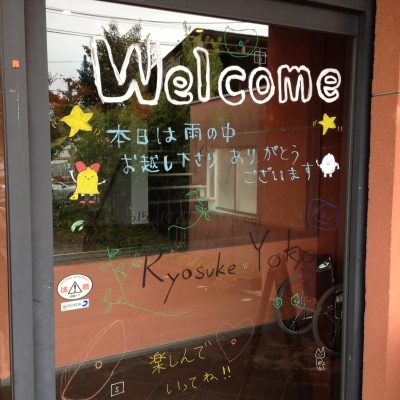 Welcome
本日は雨の中
お越し下さり ありがとう
ございます
Ryosuke Yoko
楽しんで
いってね!!
S